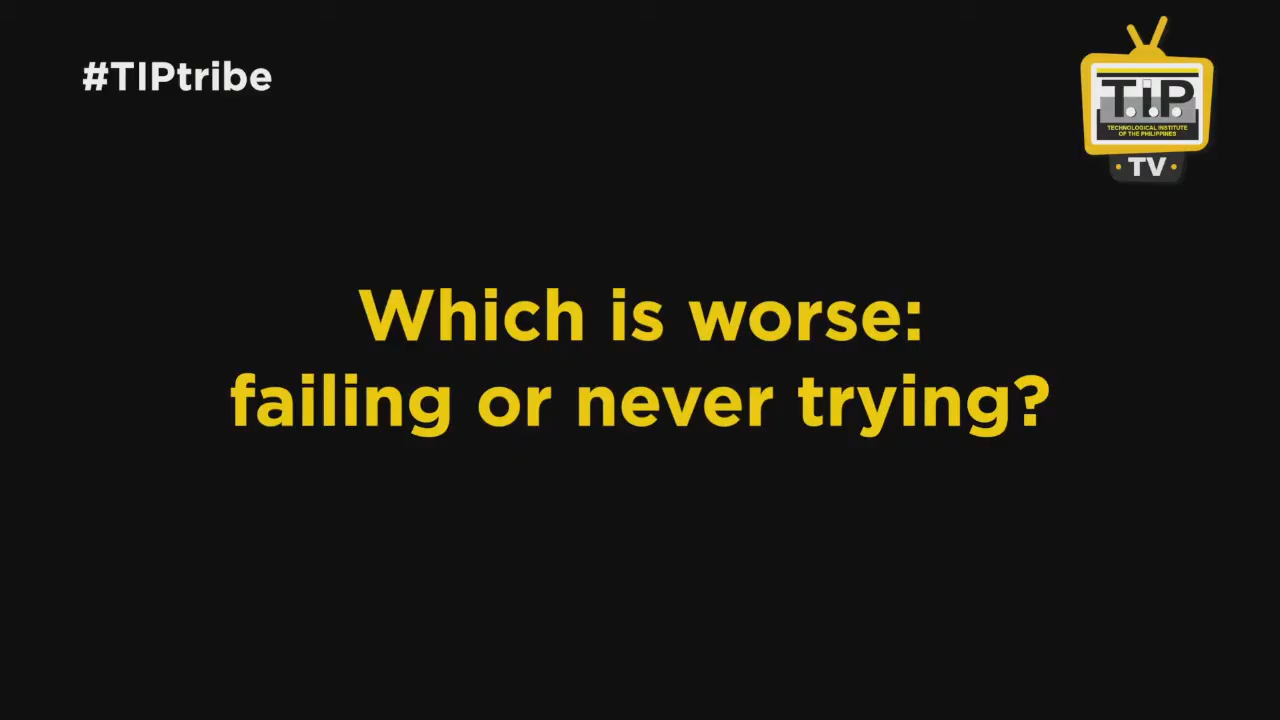 #TIPtribe
T.i.P
TECHNOLOGICAL INSTITUTE
OF THE PHILIPPINES
TV
Which is worse:
failing or never trying?